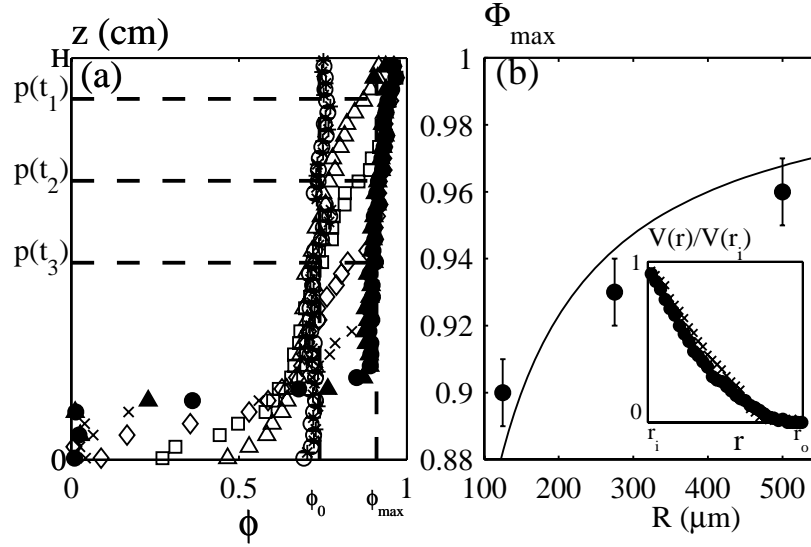 z (cm)
H
(a)
p(t₁)
p(t₂)
p(t₃)
0
0
0.5
ϕ₀
ϕmax
1
ϕ
Φmax
(b)
1
0.98
0.96
0.94
0.92
0.9
0.88
100
200
300
400
500
R (μm)
V(r)/V(rᵢ)
1
0
rᵢ
r
rₒ